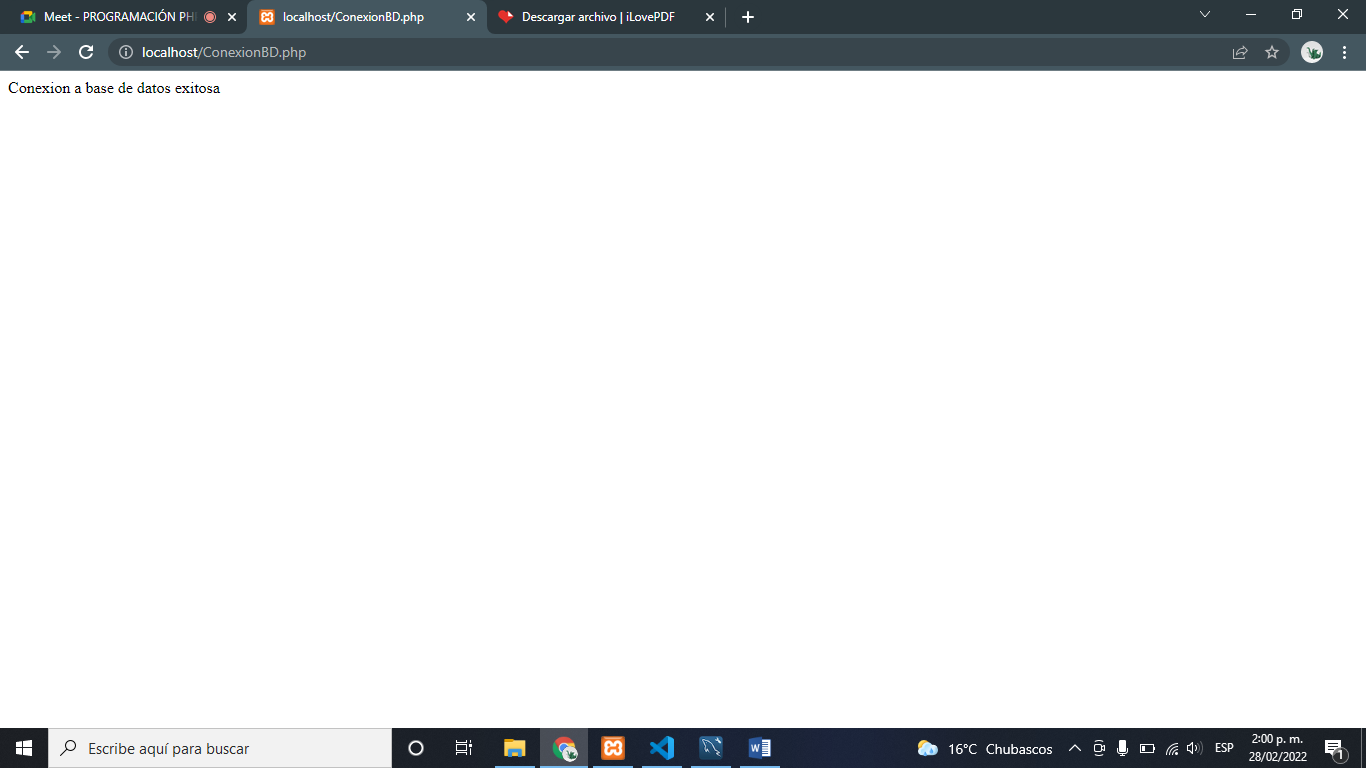 Meet - PROGRAMACIÓN PH
localhost/ConexionBD.php
Descargar archivo | iLovePDF
localhost/ConexionBD.php
Conexion a base de datos exitosa
Escribe aquí para buscar
16°C Chubascos
ESP
2:00 p. m.
28/02/2022
1